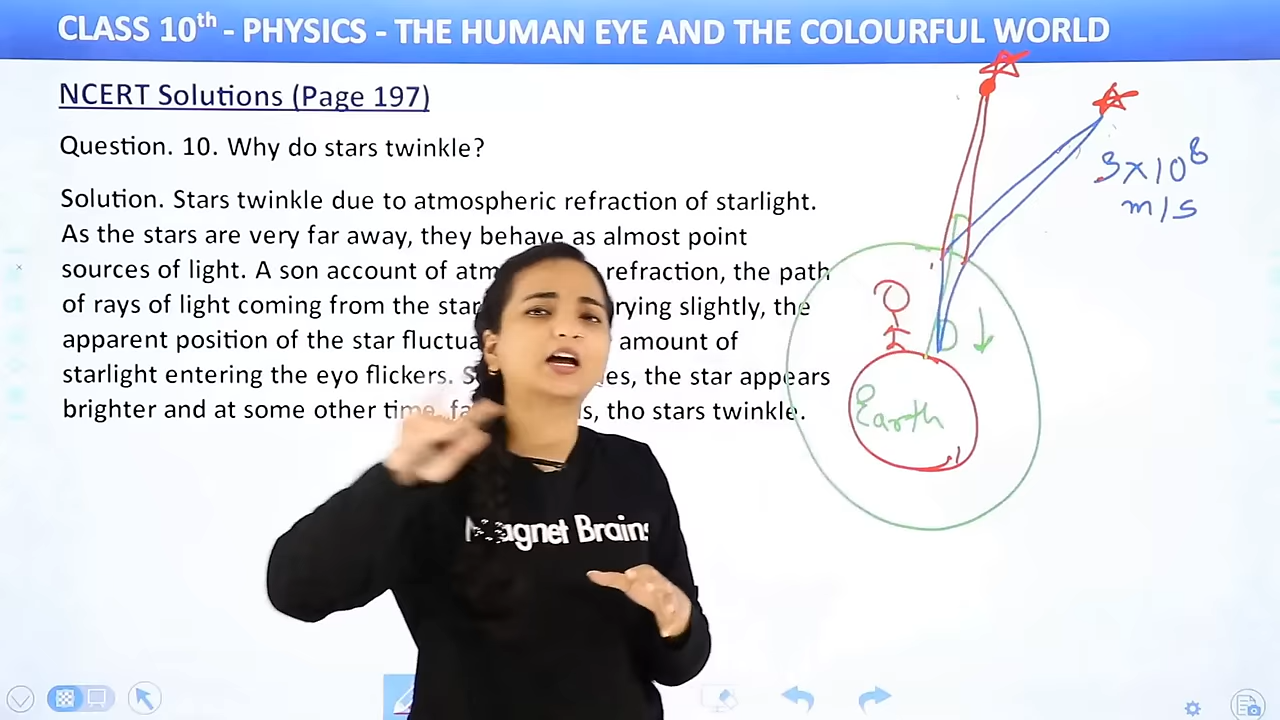 CLASS 10th - PHYSICS - THE HUMAN EYE AND THE COLOURFUL WORLD
NCERT Solutions (Page 197)
Question. 10. Why do stars twinkle?
Solution. Stars twinkle due to atmospheric refraction of starlight.
As the stars are very far away, they behave as almost point
sources of light. A son account of atm refraction, the path
of rays of light coming from the star rying slightly, the
apparent position of the star fluctua amount of
starlight entering the eyo flickers. S es, the star appears
brighter and at some other time, fa s, tho stars twinkle.
3×10⁸
m/s
Earth
Magnet Brains